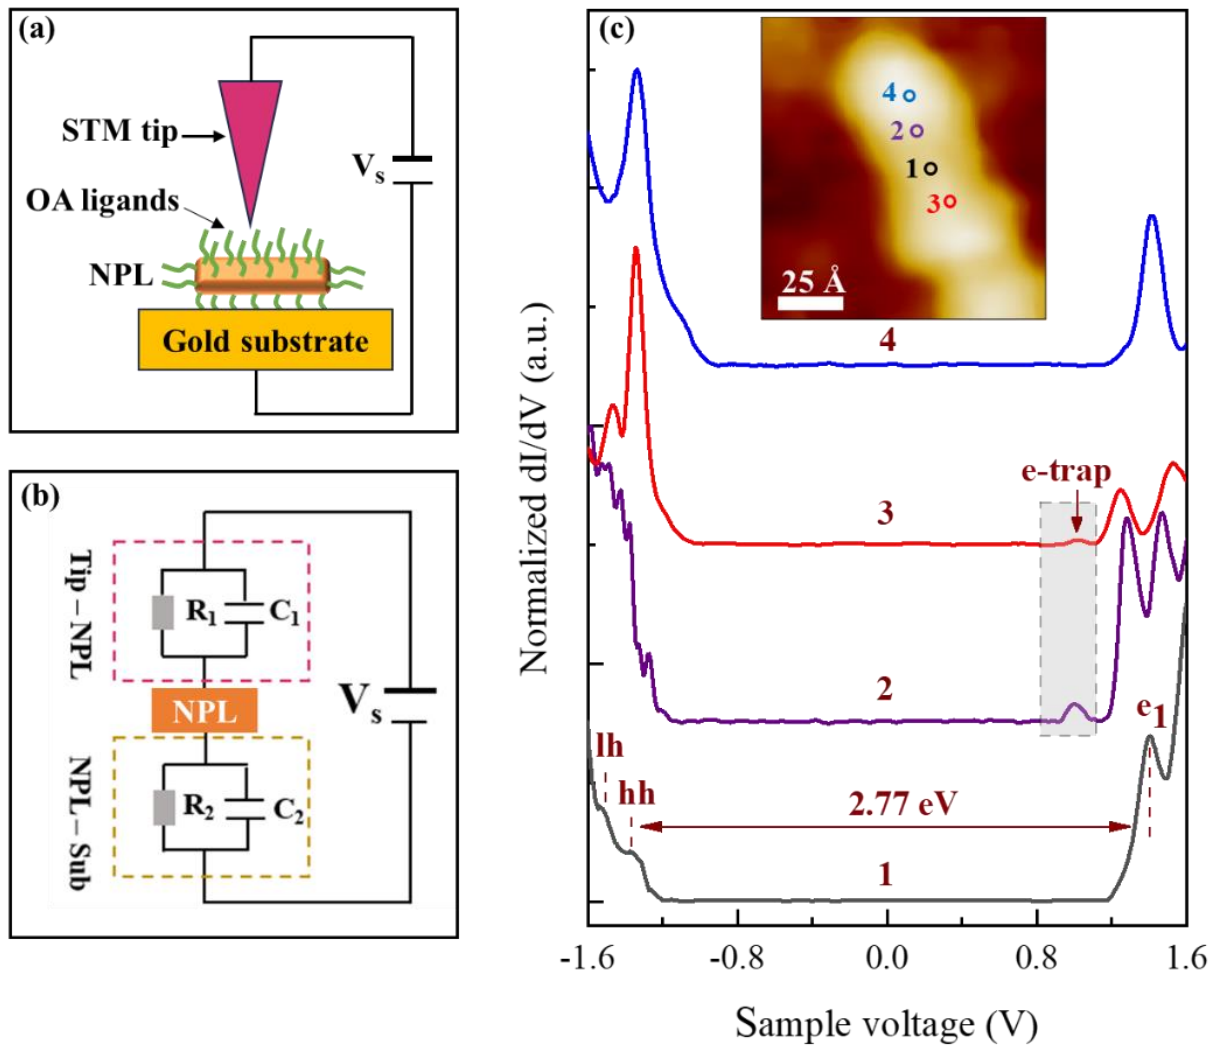 (a)
STM tip
OA ligands
NPL
Gold substrate
Vₛ
(b)
Tip – NPL
R₁
C₁
NPL
Vₛ
NPL – Sub
R₂
C₂
(c)
4
2
1
3
25 Å
4
e-trap
3
2
e₁
lh
hh
2.77 eV
1
Normalized dI/dV (a.u.)
-1.6
-0.8
0.0
0.8
1.6
Sample voltage (V)